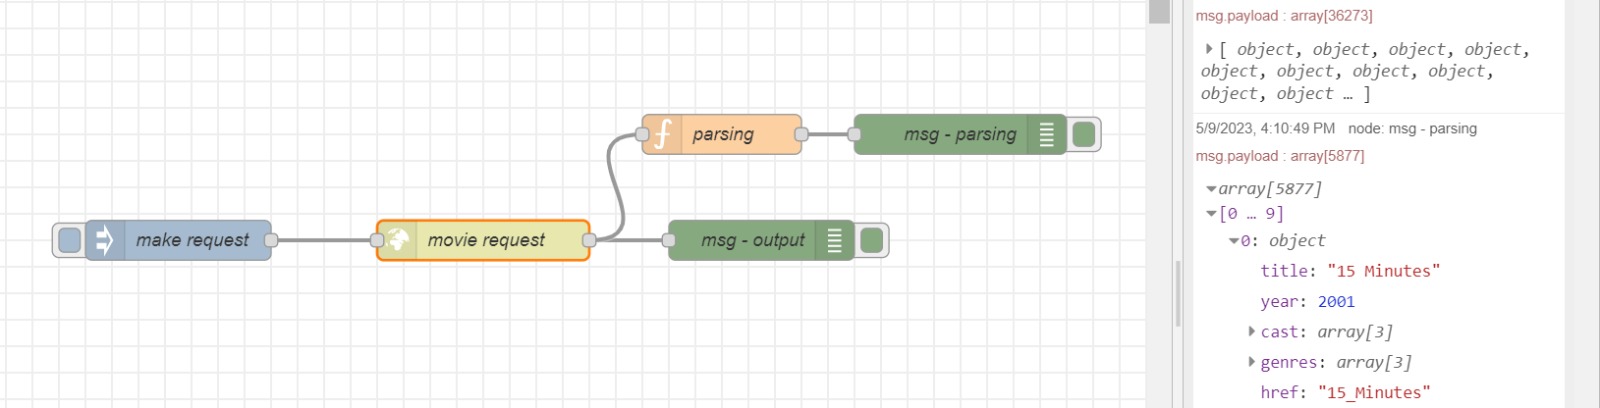 parsing
msg - parsing
make request
movie request
msg - output
msg.payload : array[36273]
[ object, object, object, object,
object, object, object, object,
object, object … ]
5/9/2023, 4:10:49 PM node: msg - parsing
msg.payload : array[5877]
array[5877]
[0 … 9]
0: object
title: "15 Minutes"
year: 2001
cast: array[3]
genres: array[3]
href: "15_Minutes"